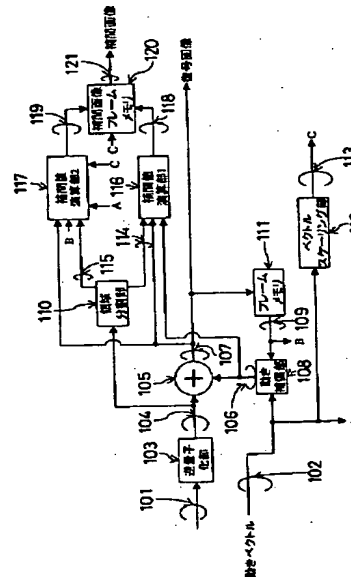 補間画像
121
119
補間画像
フレーム
メモリ
120
117
補間値
演算部2
C
118
B
A
C
116
補間値
演算部1
復号画像
115
114
110
領域
分割部
113
C
ベクトル
スケーリング部
111
フレーム
メモリ
105
107
109
B
104
106
動き
補償部
108
103
逆量子
化部
101
102
動きベクトル